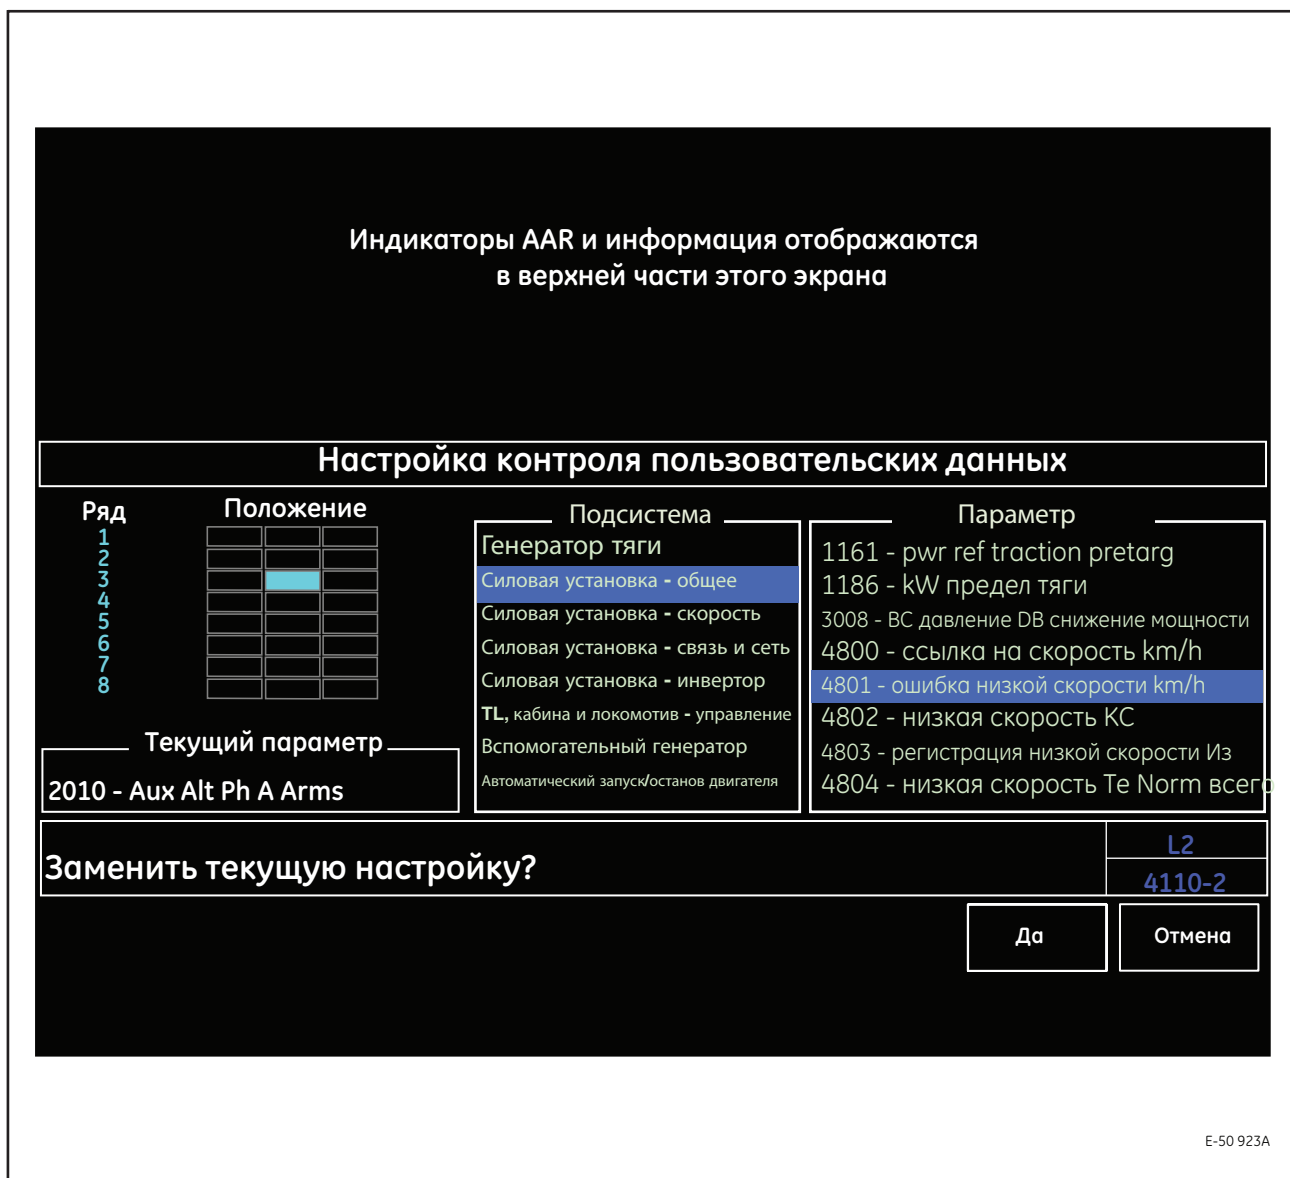 Индикаторы AAR и информация отображаются
в верхней части этого экрана
Настройка контроля пользовательских данных
Ряд
Положение
1
2
3
4
5
6
7
8
Текущий параметр
2010 - Aux Alt Ph A Arms
Подсистема
Генератор тяги
Силовая установка - общее
Силовая установка - скорость
Силовая установка - связь и сеть
Силовая установка - инвертор
TL, кабина и локомотив - управление
Вспомогательный генератор
Автоматический запуск/останов двигателя
Параметр
1161 - pwr ref traction pretarg
1186 - kW предел тяги
3008 - ВС давление DB снижение мощности
4800 - ссылка на скорость km/h
4801 - ошибка низкой скорости km/h
4802 - низкая скорость КС
4803 - регистрация низкой скорости Из
4804 - низкая скорость Te Norm всего
Заменить текущую настройку?
L2
4110-2
Да
Отмена
E-50 923A